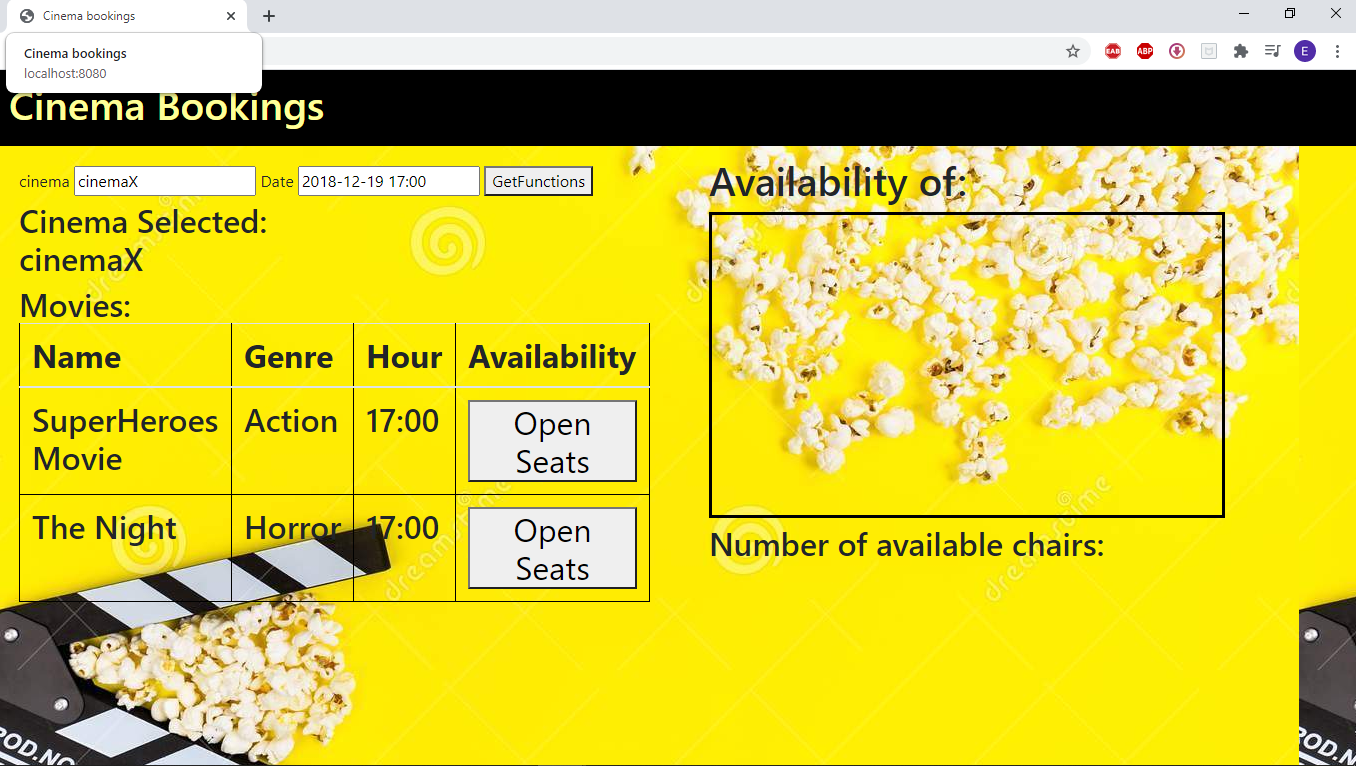 Cinema bookings
Cinema bookings
localhost:8080
EAB
ABP
E
Cinema Bookings
cinema cinemaX Date 2018-12-19 17:00 GetFunctions
Cinema Selected:
cinemaX
Movies:
Name Genre Hour Availability
SuperHeroes Movie Action 17:00 Open Seats
The Night Horror 17:00 Open Seats
Availability of:
Number of available chairs:
dreamstime
dreamstime
POD.NO